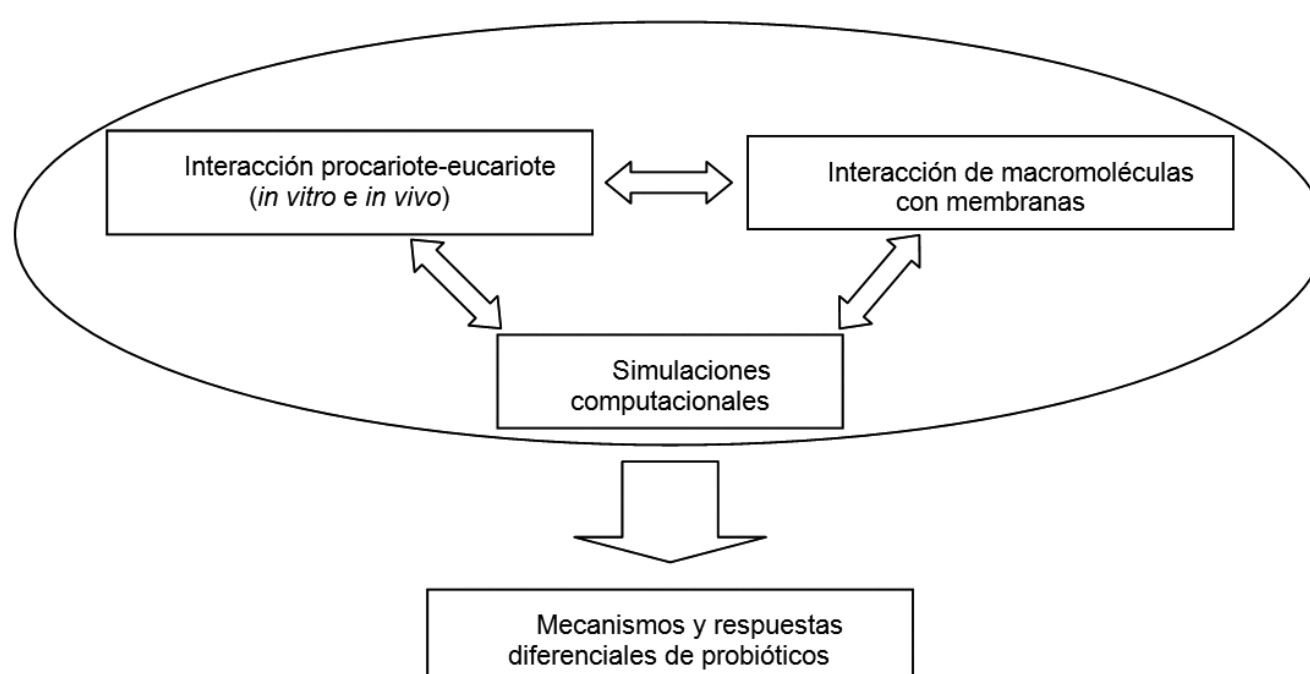 Interacción procariote-eucariote
(in vitro e in vivo)
Interacción de macromoléculas
con membranas
Simulaciones
computacionales
Mecanismos y respuestas
diferenciales de probióticos